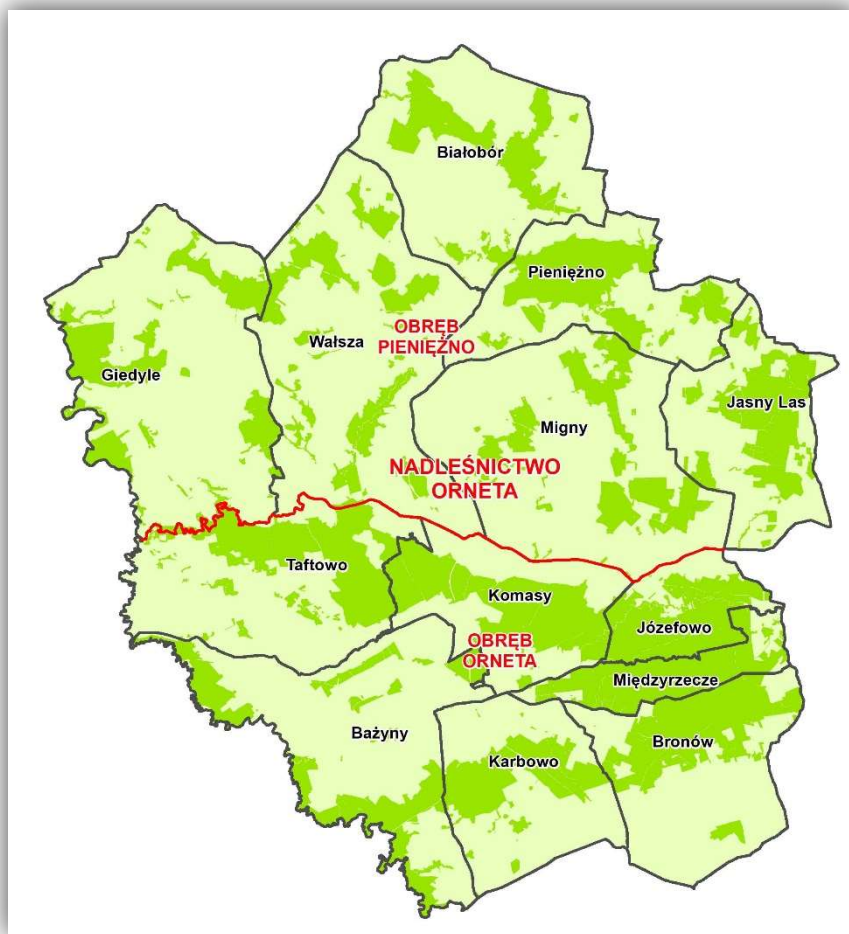 Białobór
Pieniężno
OBRĘB
PIENIĘŻNO
Wałsza
Giedyle
Jasny Las
Migny
NADLEŚNICTWO
ORNETA
Taftowo
Komasy
Józefowo
OBRĘB
ORNETA
Międzyrzecze
Bażyny
Bronów
Karbowo